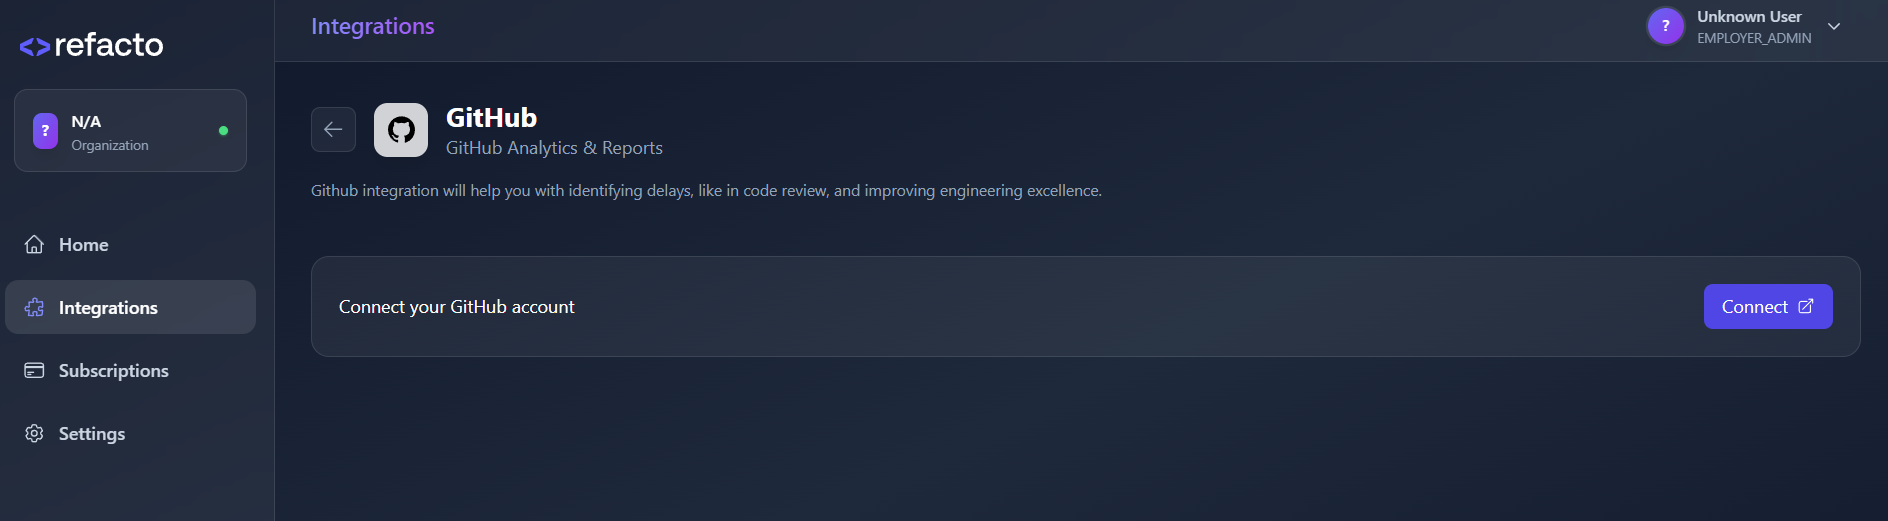 <>refacto
? N/A
Organization
Home
Integrations
Subscriptions
Settings
Integrations
? Unknown User
EMPLOYER_ADMIN
GitHub
GitHub Analytics & Reports
Github integration will help you with identifying delays, like in code review, and improving engineering excellence.
Connect your GitHub account
Connect